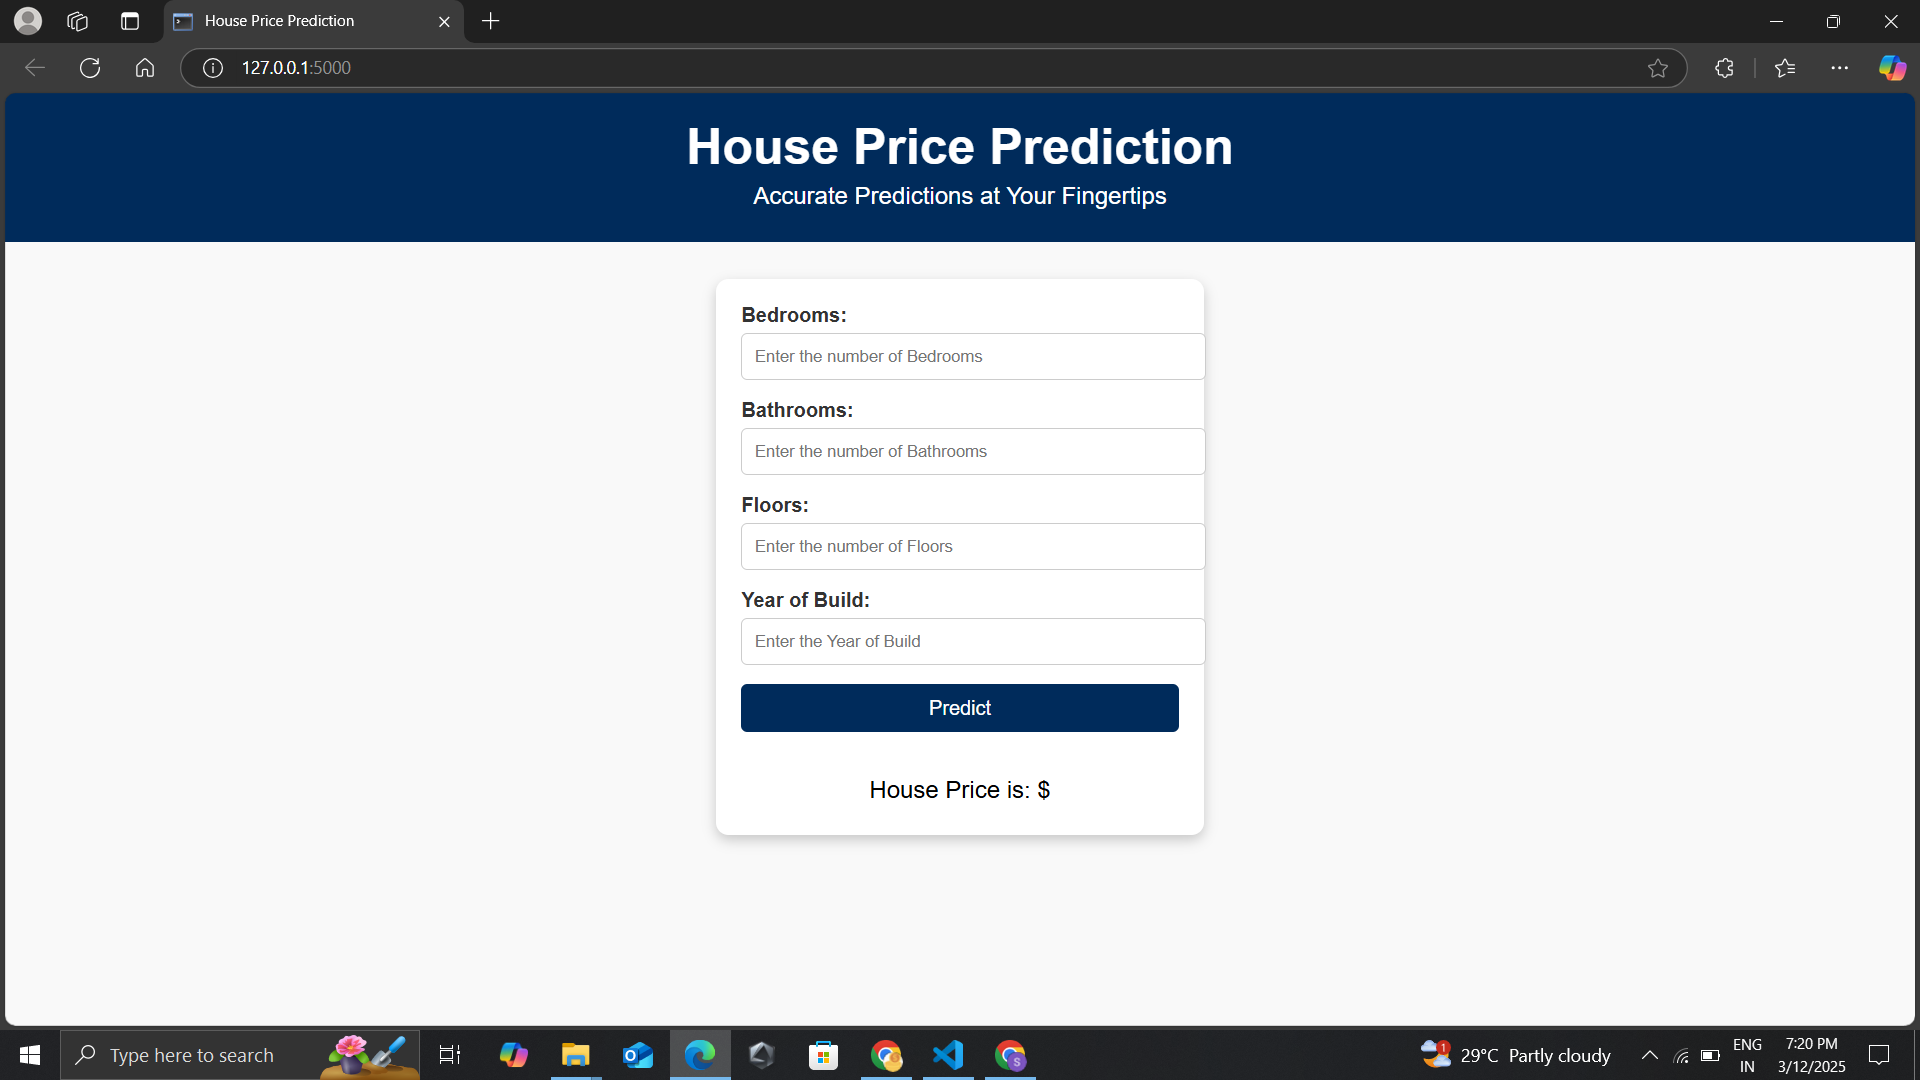 House Price Prediction
127.0.0.1:5000
House Price Prediction
Accurate Predictions at Your Fingertips
Bedrooms:
Enter the number of Bedrooms
Bathrooms:
Enter the number of Bathrooms
Floors:
Enter the number of Floors
Year of Build:
Enter the Year of Build
Predict
House Price is: $
Type here to search
1
29°C Partly cloudy
ENG
IN
7:20 PM
3/12/2025
S